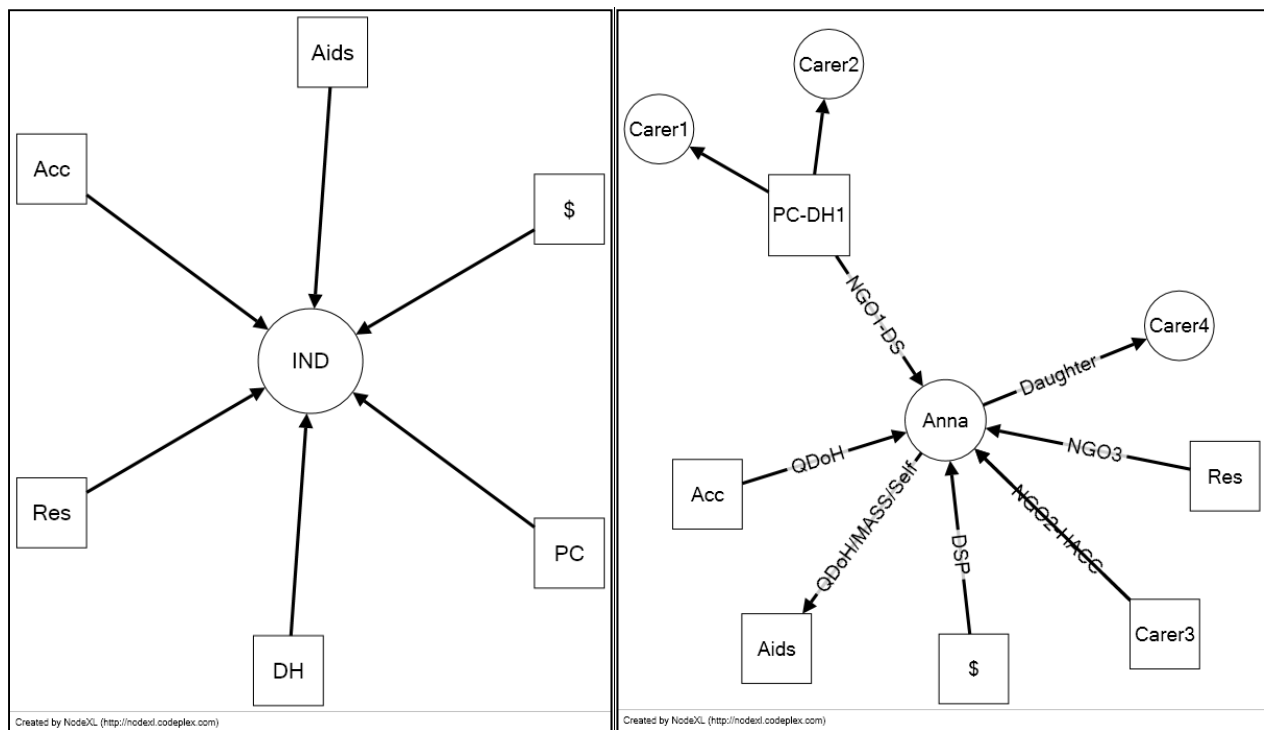 Aids
Acc
$
IND
Res
PC
DH
Created by NodeXL (http://nodexl.codeplex.com)
Carer2
Carer1
PC-DH1
NGO1-DS
Carer4
Daughter
Anna
QDoH
NGO3
Acc
Res
QDoH/MASS/Self
DSP
NGO2-HACC
Aids
$
Carer3
Created by NodeXL (http://nodexl.codeplex.com)